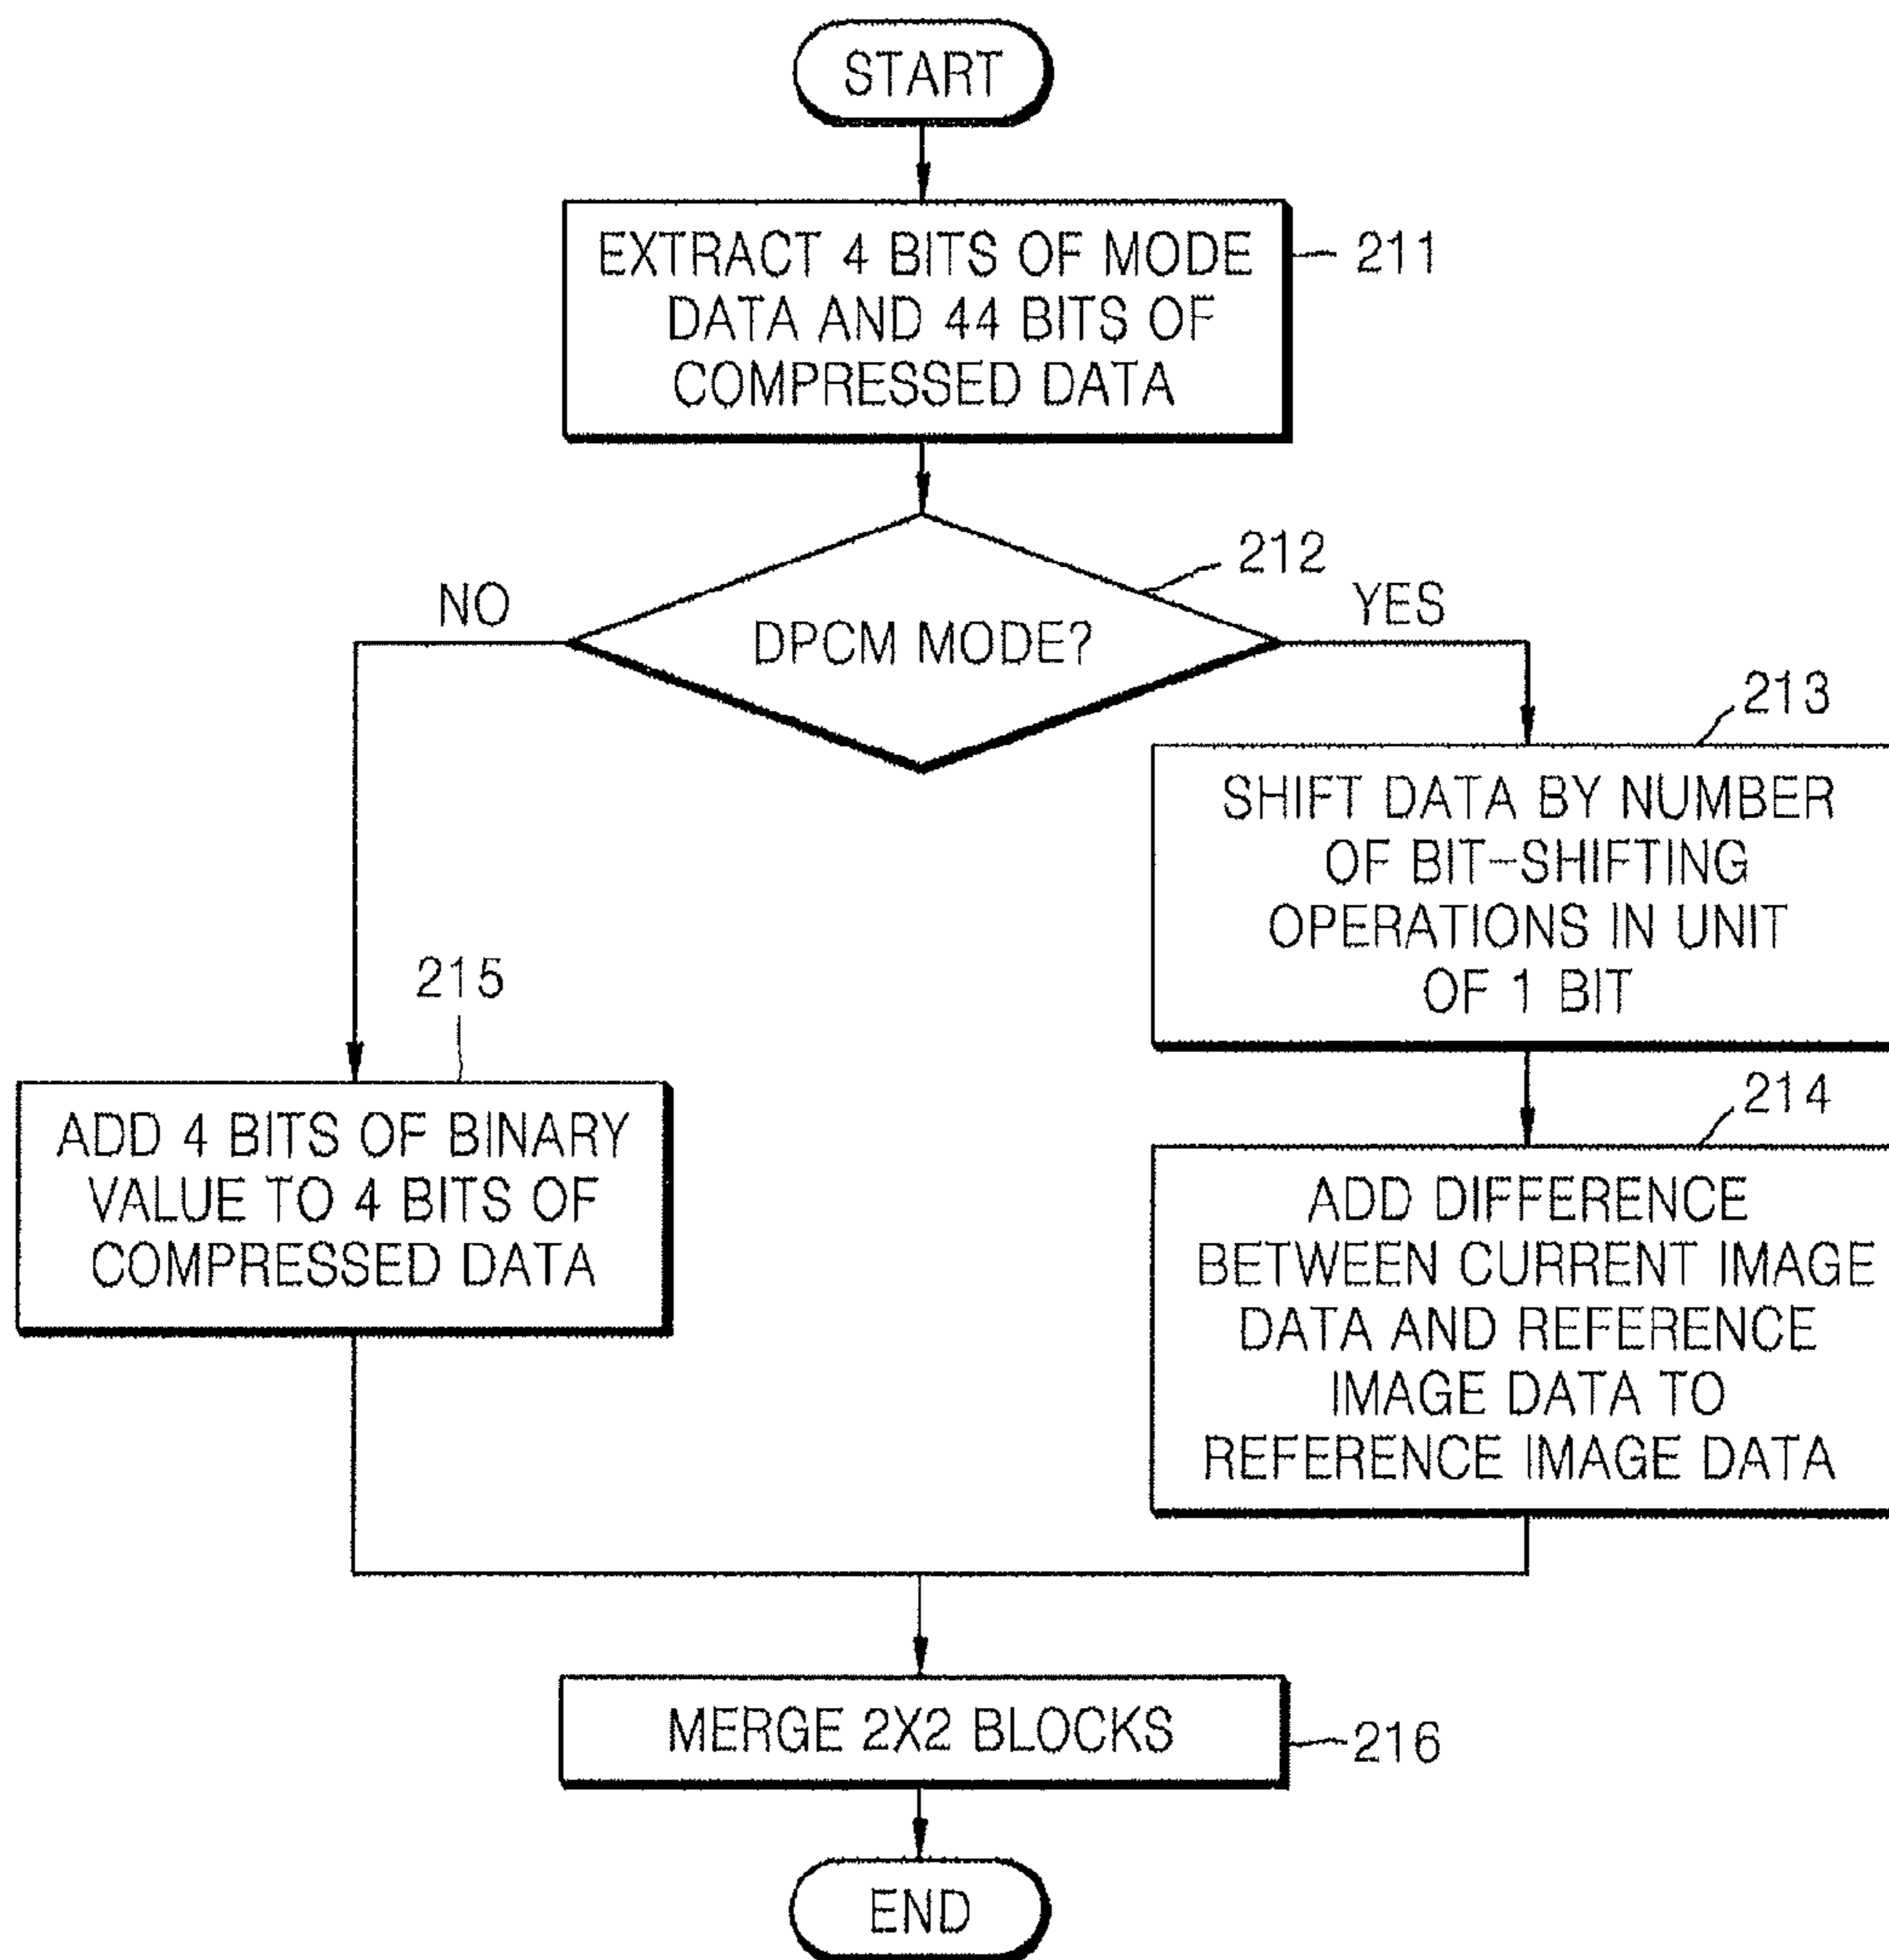 START
EXTRACT 4 BITS OF MODE
DATA AND 44 BITS OF
COMPRESSED DATA
211
212
NO
YES
DPCM MODE?
213
SHIFT DATA BY NUMBER
OF BIT-SHIFTING
OPERATIONS IN UNIT
OF 1 BIT
215
ADD 4 BITS OF BINARY
VALUE TO 4 BITS OF
COMPRESSED DATA
214
ADD DIFFERENCE
BETWEEN CURRENT IMAGE
DATA AND REFERENCE
IMAGE DATA TO
REFERENCE IMAGE DATA
MERGE 2X2 BLOCKS
216
END